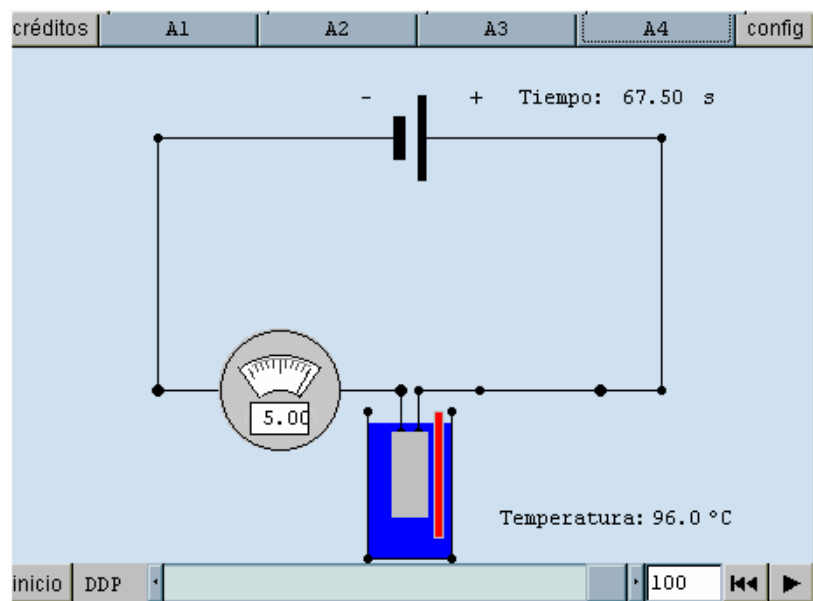 créditos A1 A2 A3 A4 config
- + Tiempo: 67.50 s
5.00
Temperatura: 96.0 °C
inicio DDP 100